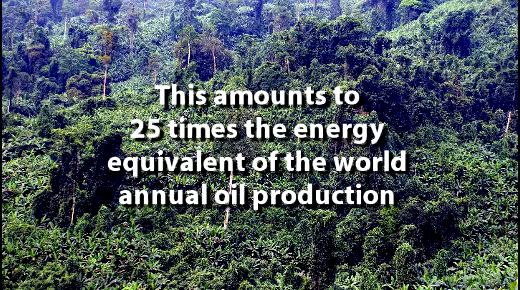 This amounts to
25 times the energy
equivalent of the world
annual oil production